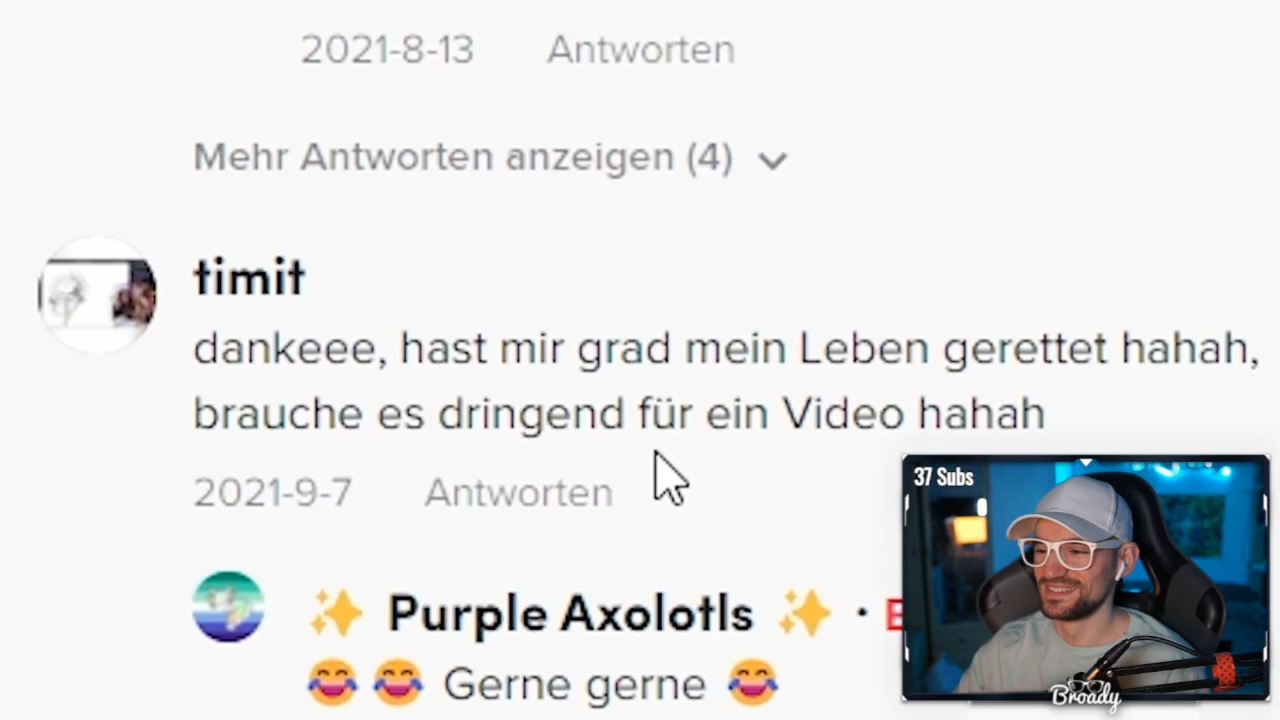 2021-8-13 Antworten
Mehr Antworten anzeigen (4)
timit
dankeee, hast mir grad mein Leben gerettet hahah,
brauche es dringend für ein Video hahah
2021-9-7 Antworten
37 Subs
✨ Purple Axolotls ✨ ·
😂 😂 Gerne gerne 😂
Broady